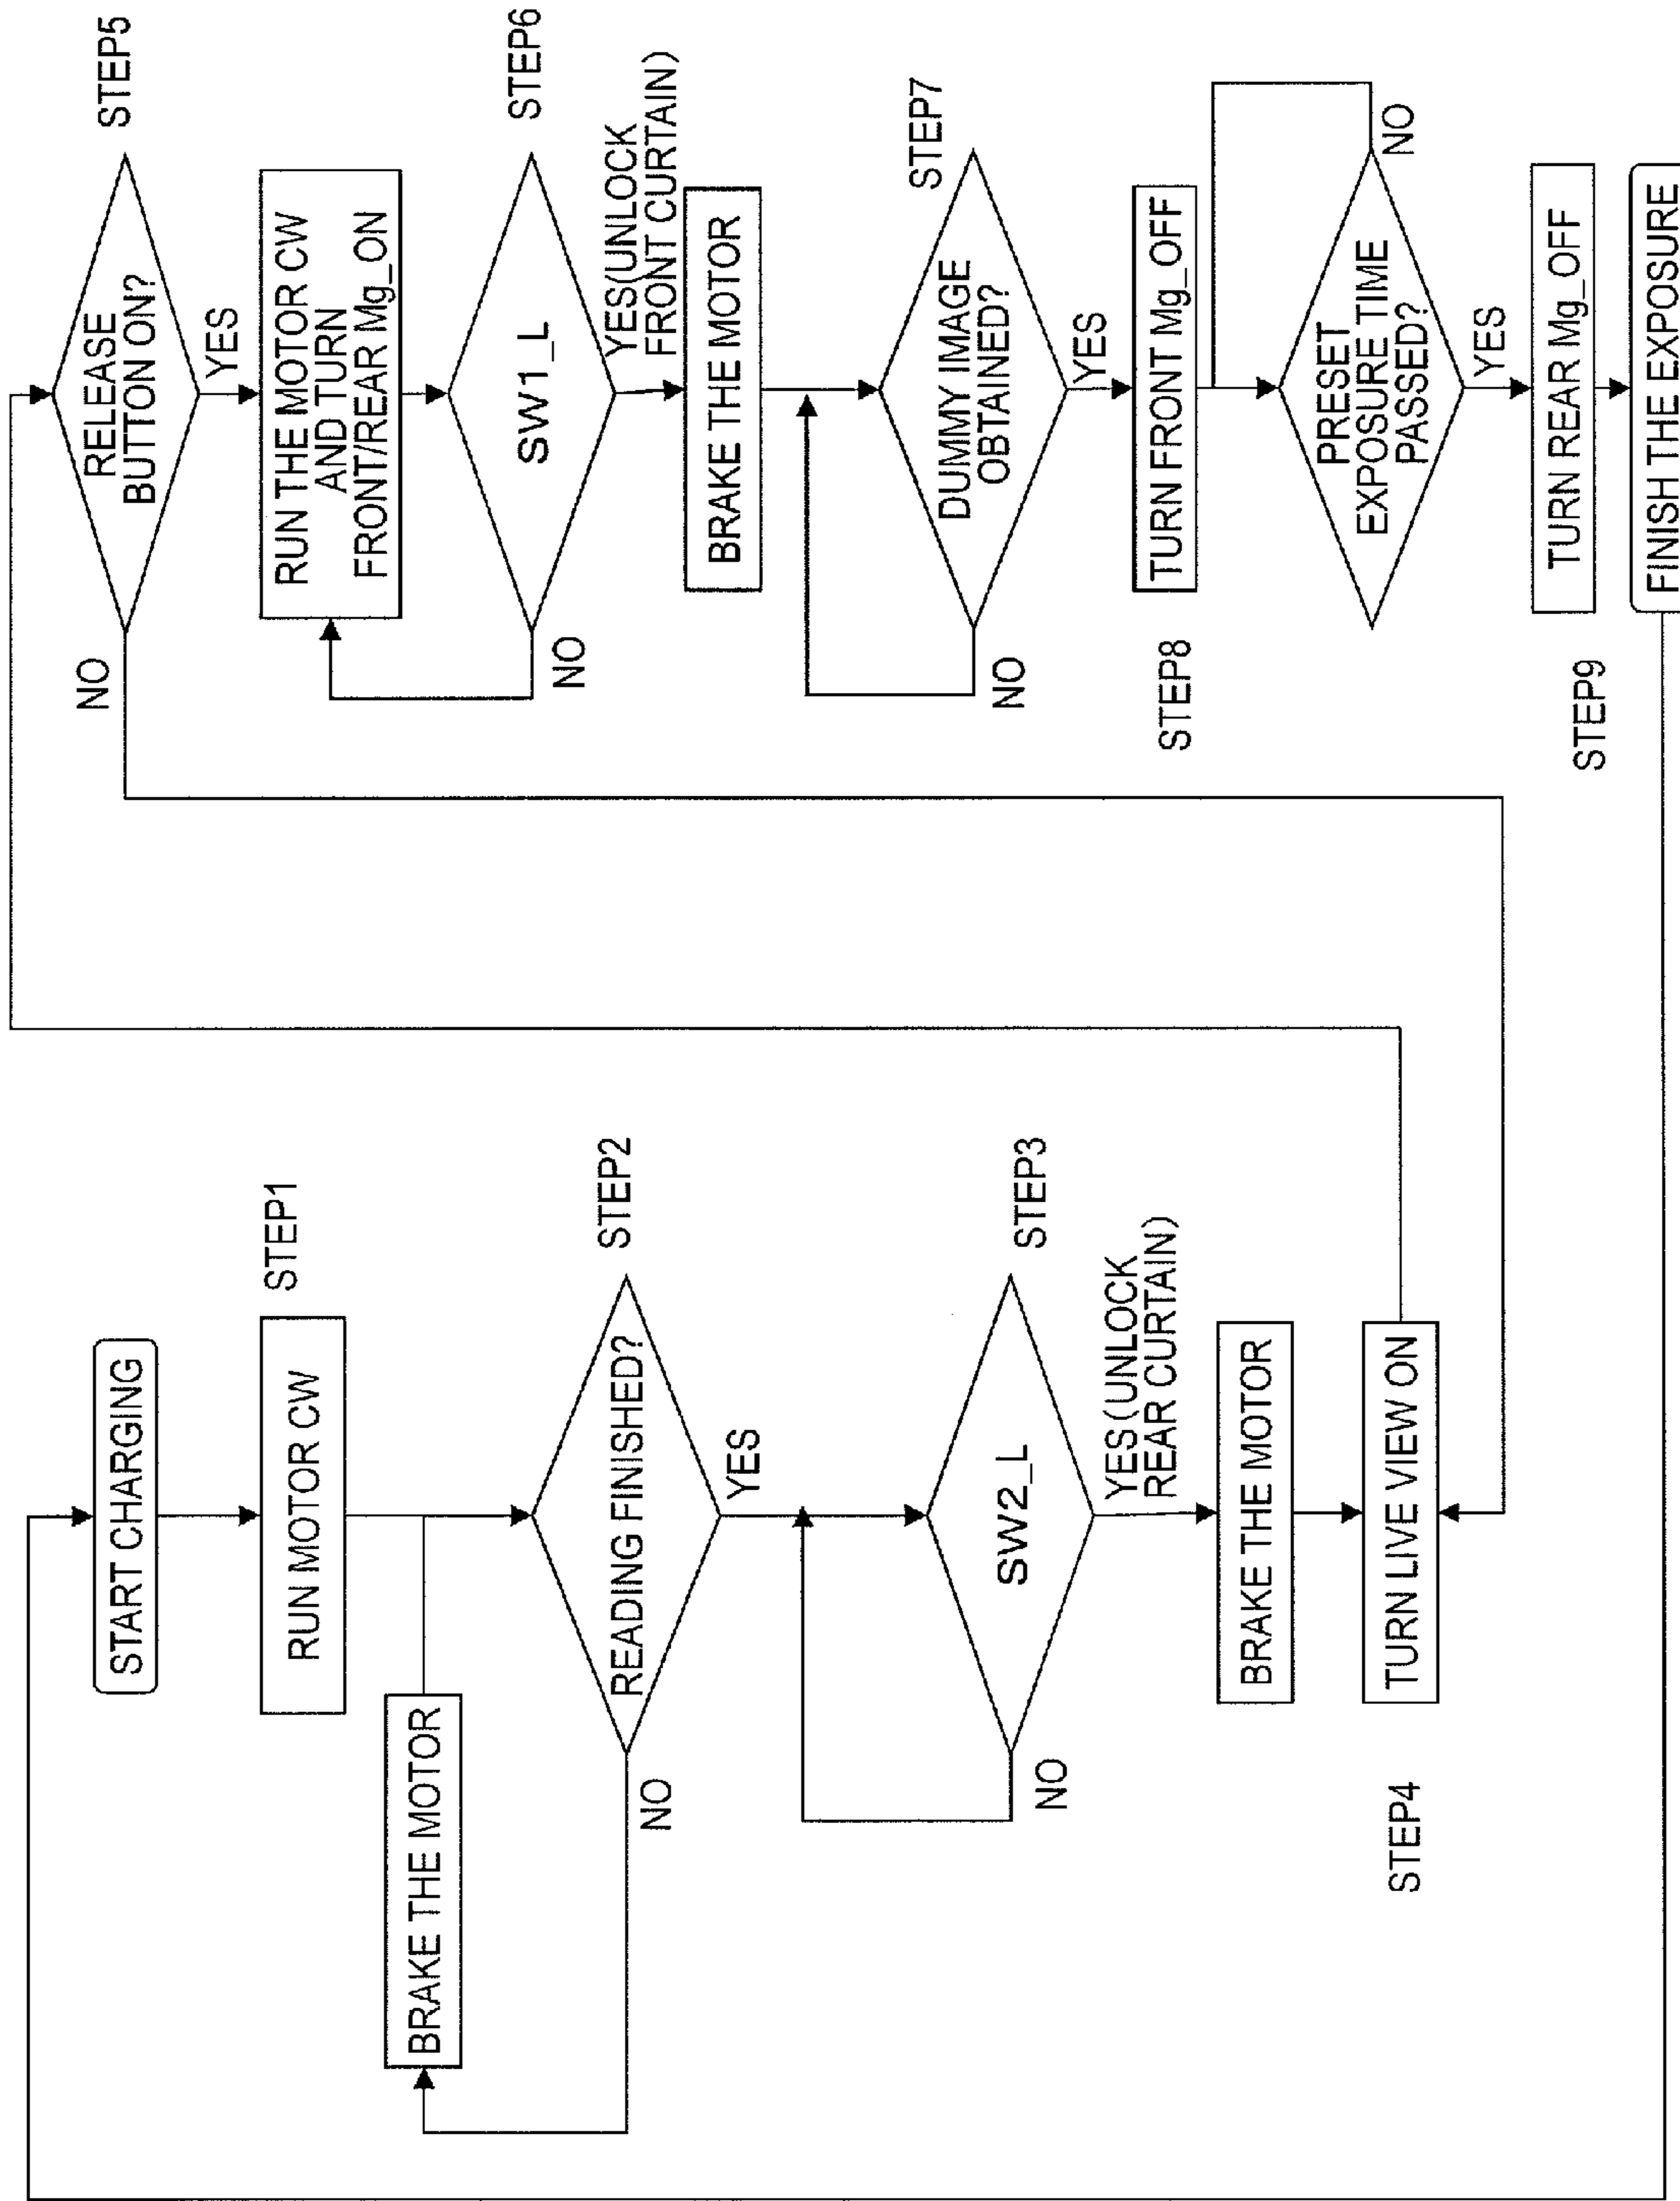 START CHARGING
RUN MOTOR CW
STEP1
BRAKE THE MOTOR
READING FINISHED?
STEP2
NO
YES
SW2_L
STEP3
NO
YES(UNLOCK
REAR CURTAIN)
BRAKE THE MOTOR
TURN LIVE VIEW ON
STEP4
RELEASE
BUTTON ON?
STEP5
NO
YES
RUN THE MOTOR CW
AND TURN
FRONT/REAR Mg_ON
SW1_L
STEP6
NO
YES(UNLOCK
FRONT CURTAIN)
BRAKE THE MOTOR
DUMMY IMAGE
OBTAINED?
STEP7
NO
YES
TURN FRONT Mg_OFF
STEP8
PRESET
EXPOSURE TIME
PASSED?
NO
YES
TURN REAR Mg_OFF
STEP9
FINISH THE EXPOSURE